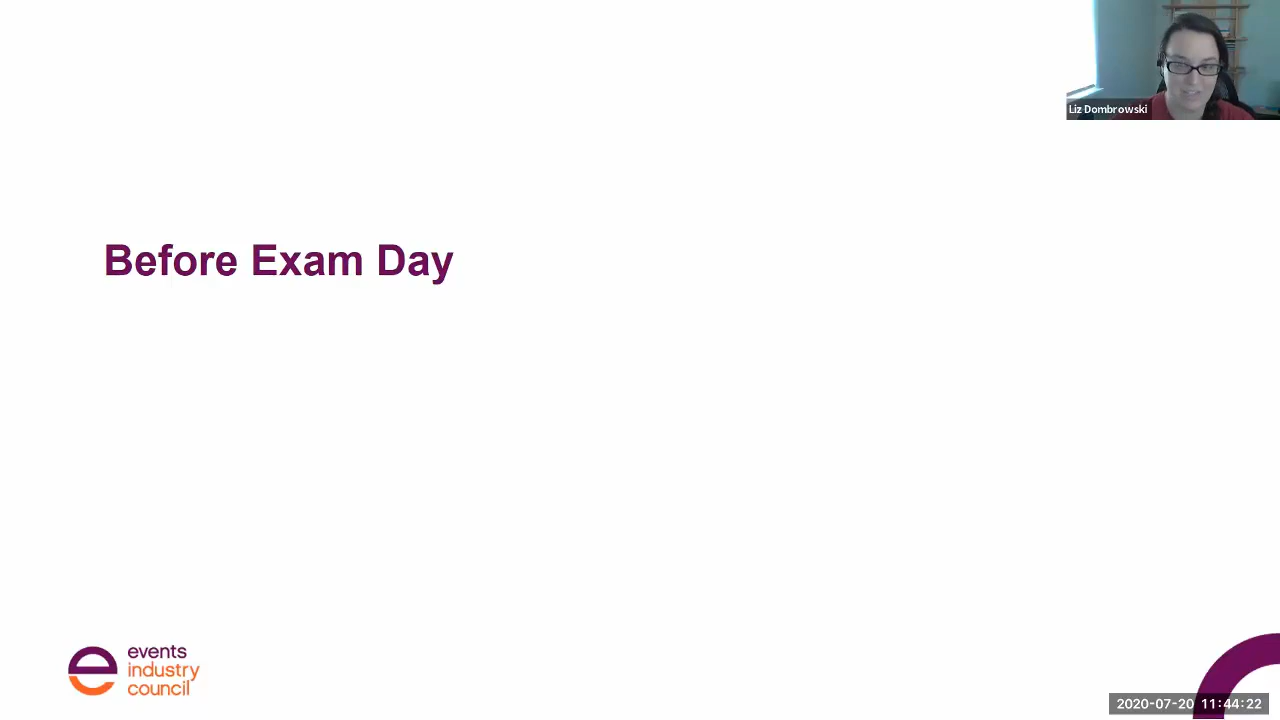 Liz Dombrowski
Before Exam Day
events
industry
council
2020-07-20 11:44:22